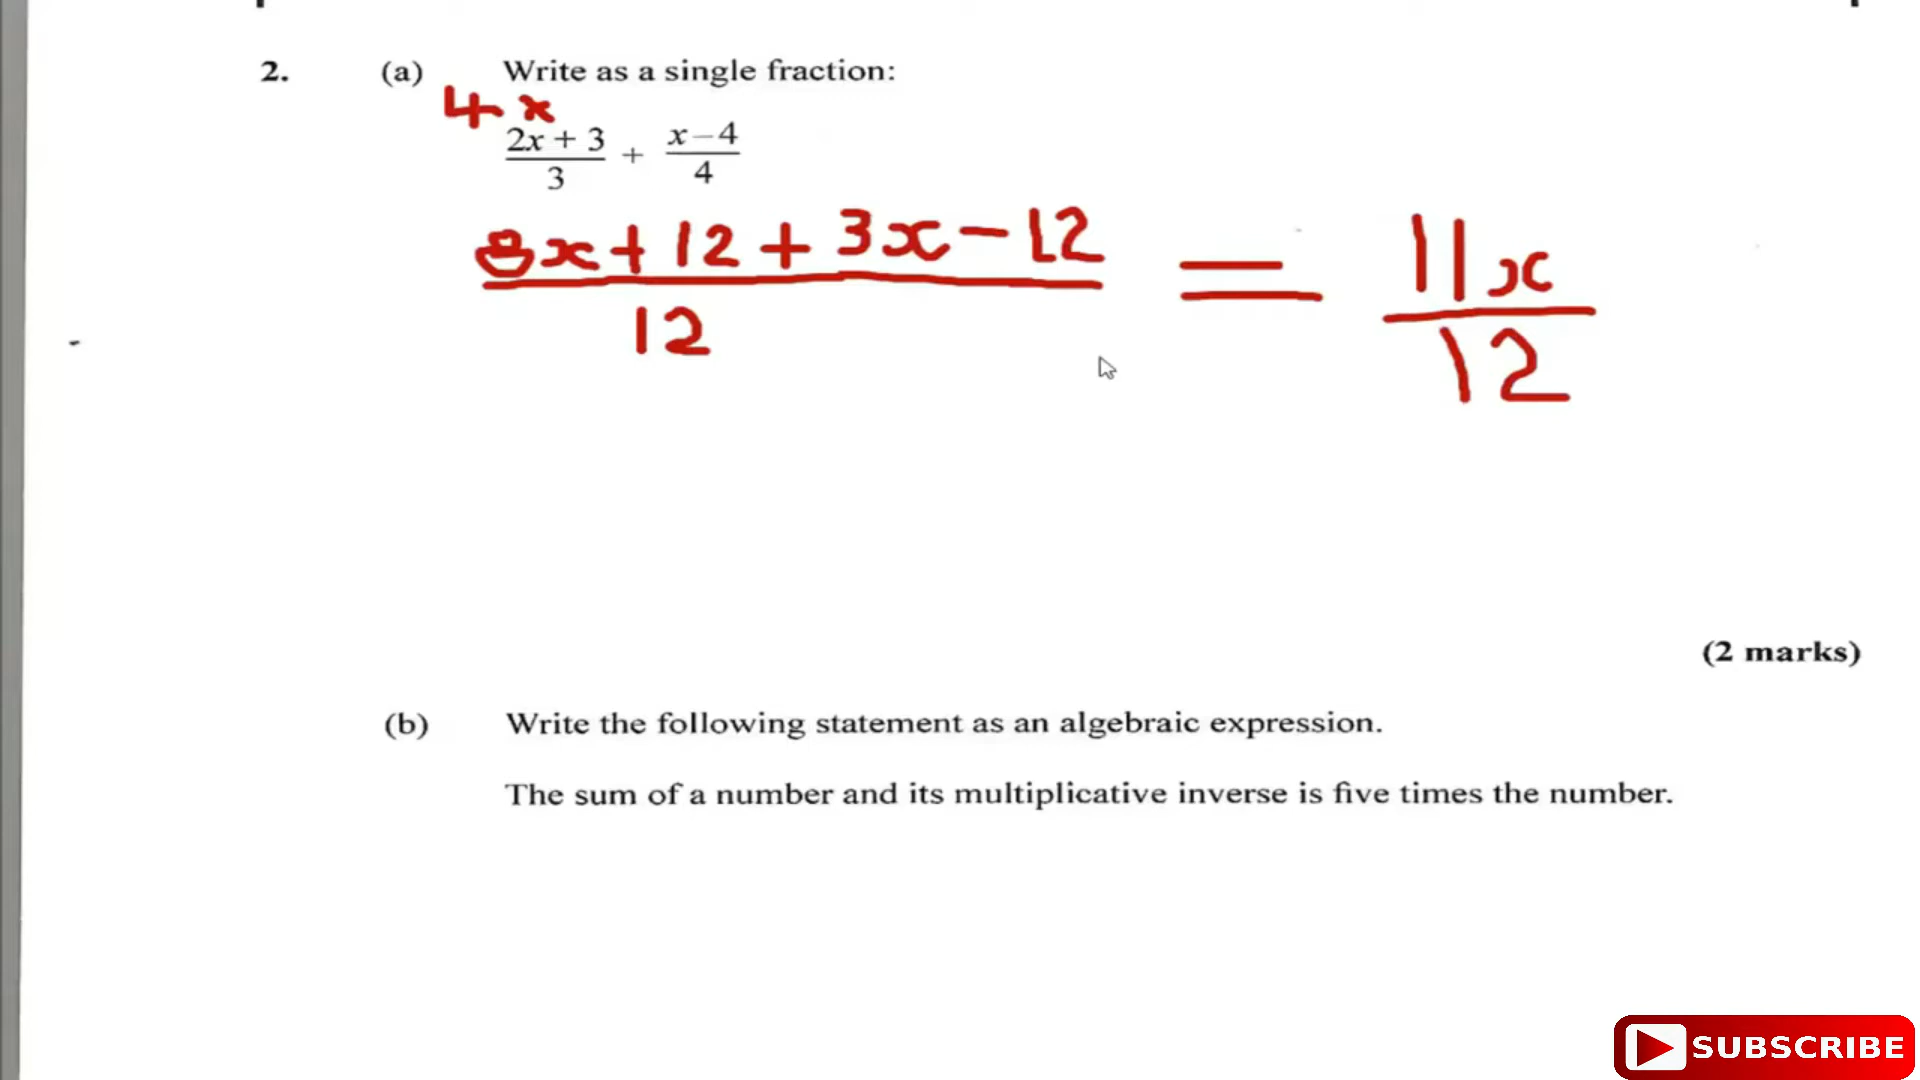 2. (a) Write as a single fraction:
4 x
2x + 3 / 3 + x – 4 / 4
8x + 12 + 3x - 12 / 12 = 11x / 12
(2 marks)
(b) Write the following statement as an algebraic expression.
The sum of a number and its multiplicative inverse is five times the number.
SUBSCRIBE